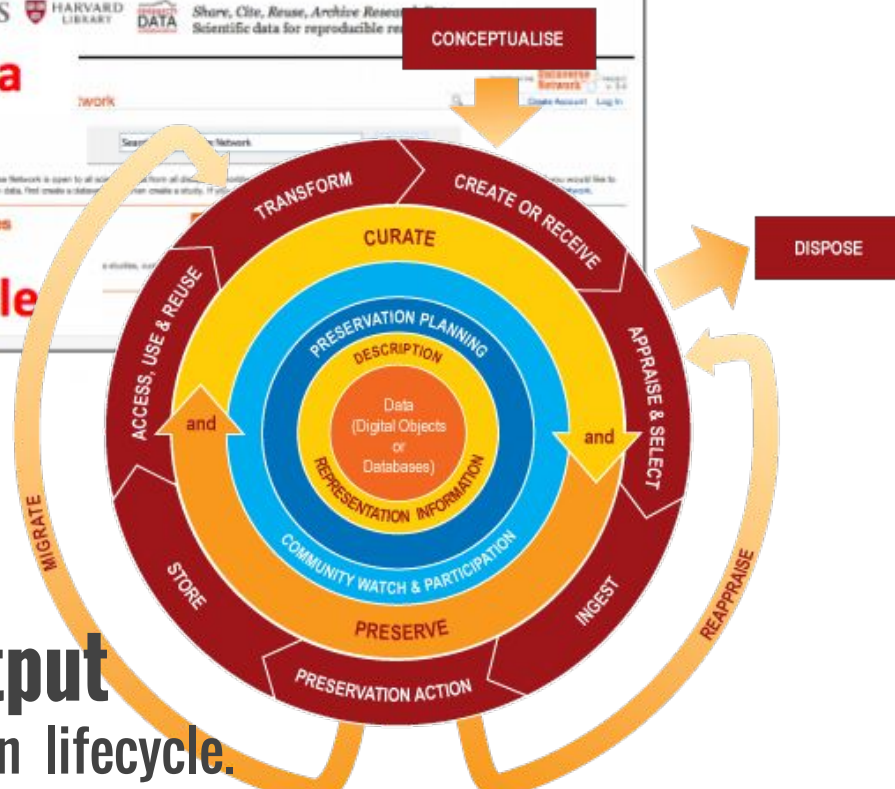 S HARVARD LIBRARY DATA Share, Cite, Reuse, Archive
Scientific data for reproducible
CONCEPTUALISE
a
twork
Network
Create Account Log In
Network
le
TRANSFORM
CREATE OR RECEIVE
CURATE
DISPOSE
ACCESS, USE & REUSE
PRESERVATION PLANNING
APPRAISE & SELECT
DESCRIPTION
Data
(Digital Objects
or
Databases)
and
and
REPRESENTATION INFORMATION
MIGRATE
COMMUNITY WATCH & PARTICIPATION
STORE
INGEST
REAPPRAISE
PRESERVE
PRESERVATION ACTION
tput
n lifecycle.